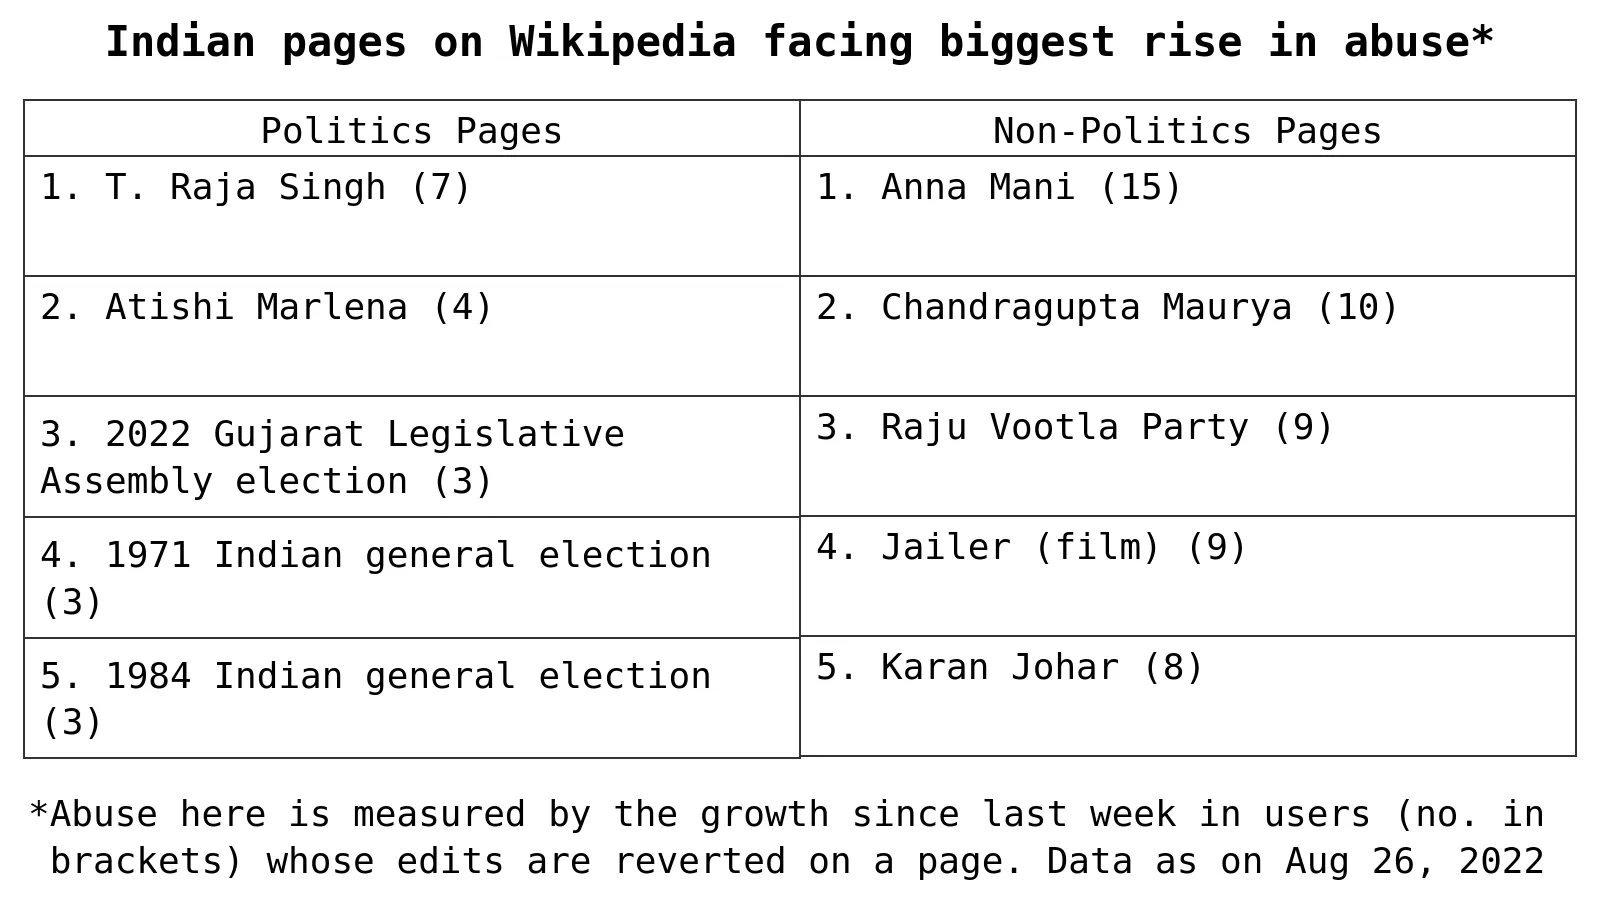 Indian pages on Wikipedia facing biggest rise in abuse*
Politics Pages
Non-Politics Pages
1. T. Raja Singh (7)
1. Anna Mani (15)
2. Atishi Marlena (4)
2. Chandragupta Maurya (10)
3. 2022 Gujarat Legislative
Assembly election (3)
3. Raju Vootla Party (9)
4. 1971 Indian general election
(3)
4. Jailer (film) (9)
5. 1984 Indian general election
(3)
5. Karan Johar (8)
*Abuse here is measured by the growth since last week in users (no. in
brackets) whose edits are reverted on a page. Data as on Aug 26, 2022